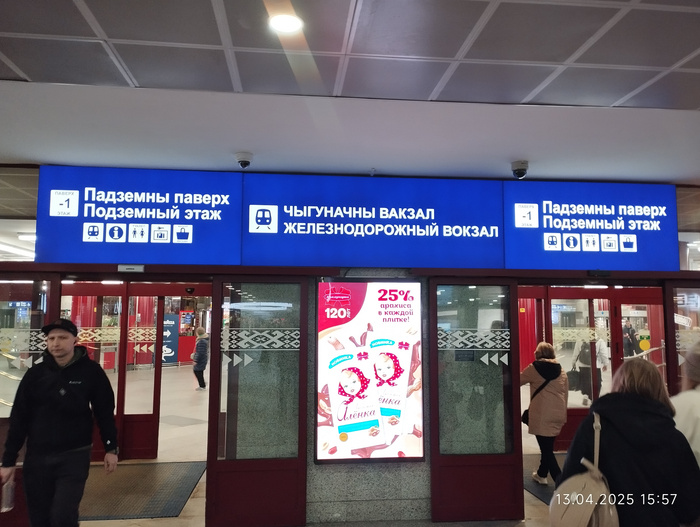 ПАВЕРХ
-1
ЭТАЖ
Падземны паверх
Подземный этаж
ЧЫГУНАЧНЫ ВАКЗАЛ
ЖЕЛЕЗНОДОРОЖНЫЙ ВОКЗАЛ
ПАВЕРХ
-1
ЭТАЖ
Падземны паверх
Подземный этаж
120
25%
арахиса
в каждой
плитке!
Алёнка
ёнка
13.04.2025 15:57